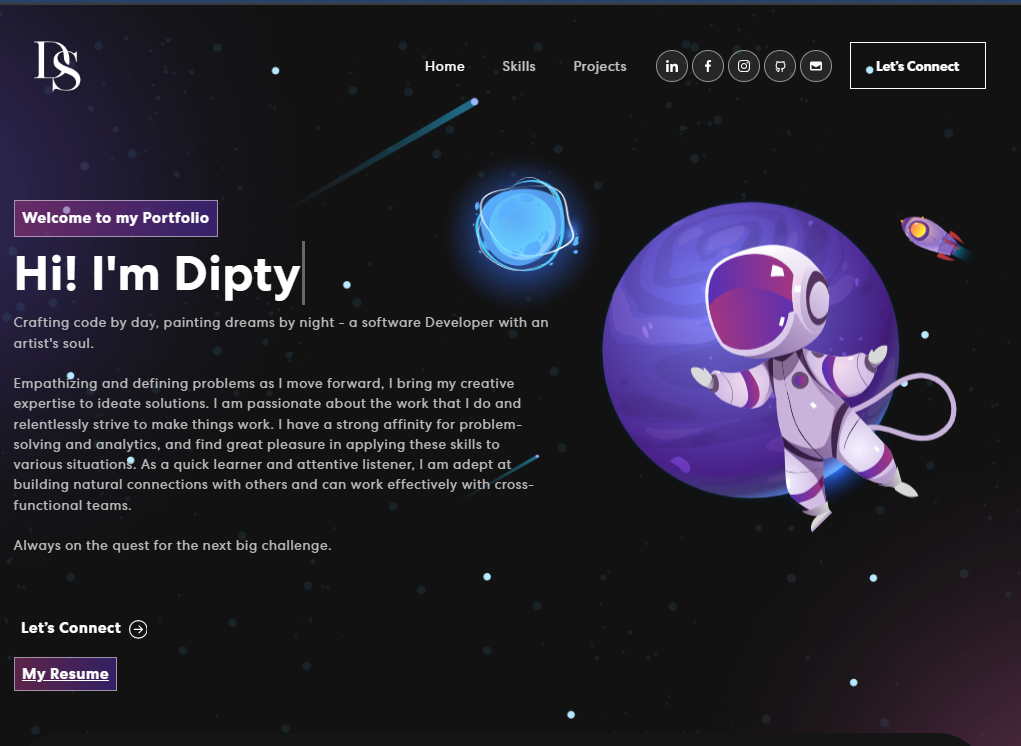 DS
Home Skills Projects in f Let's Connect
Welcome to my Portfolio
Hi! I'm Dipty
Crafting code by day, painting dreams by night - a software Developer with an
artist's soul.
Empathizing and defining problems as I move forward, I bring my creative
expertise to ideate solutions. I am passionate about the work that I do and
relentlessly strive to make things work. I have a strong affinity for problem-
solving and analytics, and find great pleasure in applying these skills to
various situations. As a quick learner and attentive listener, I am adept at
building natural connections with others and can work effectively with cross-
functional teams.
Always on the quest for the next big challenge.
Let's Connect
My Resume